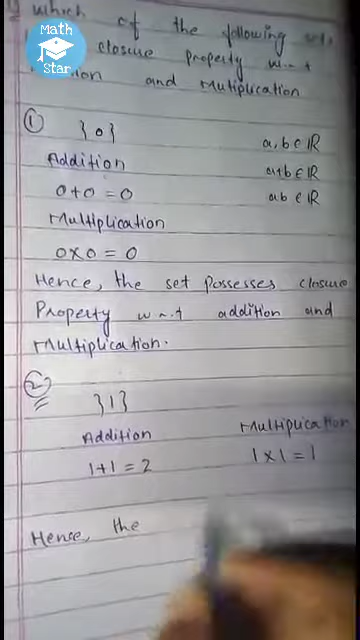 Math
Star
which of the following set
closure property w.r.t
and Multiplication
① }0}
a, b ∈ ℝ
Addition
a+b ∈ ℝ
0+0 = 0
ab ∈ ℝ
Multiplication
0×0 = 0
Hence, the set possesses closure
Property w.r.t addition and
Multiplication.
② }1}
Addition
Multiplication
1+1 = 2
1×1 = 1
Hence, the